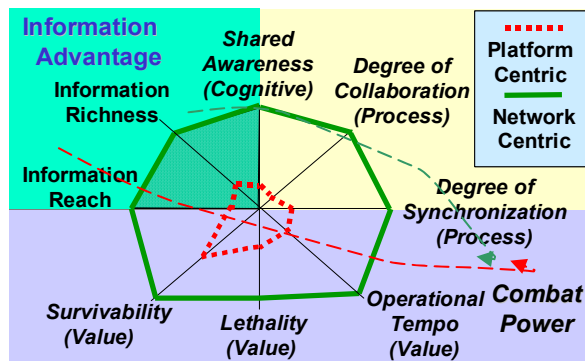 Information
Advantage
Shared
Awareness
(Cognitive)
Degree of
Collaboration
(Process)
Platform
Centric
Network
Centric
Information
Richness
Information
Reach
Degree of
Synchronization
(Process)
Survivability
(Value)
Lethality
(Value)
Operational
Tempo
(Value)
Combat
Power